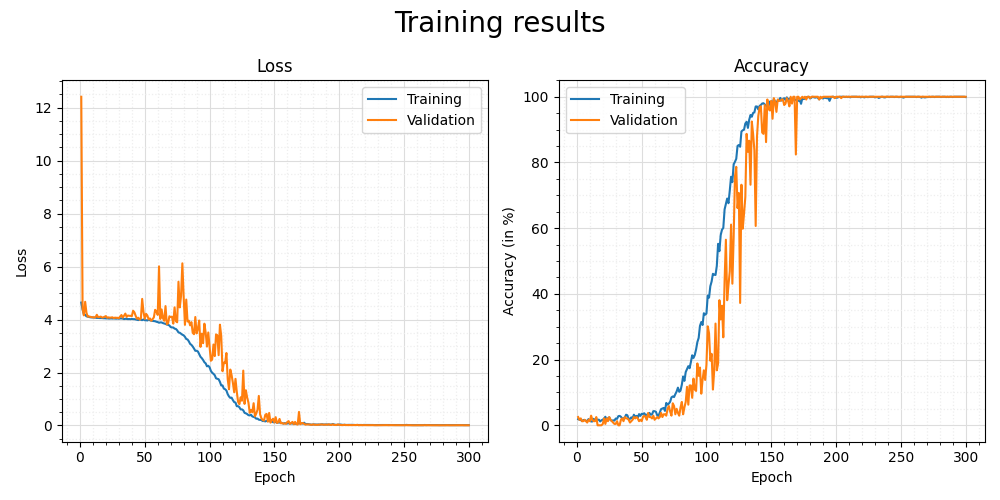 Training results
Loss
Training
Validation
Loss
12
10
8
6
4
2
0
0 50 100 150 200 250 300
Epoch
Accuracy
Training
Validation
Accuracy (in %)
100
80
60
40
20
0
0 50 100 150 200 250 300
Epoch